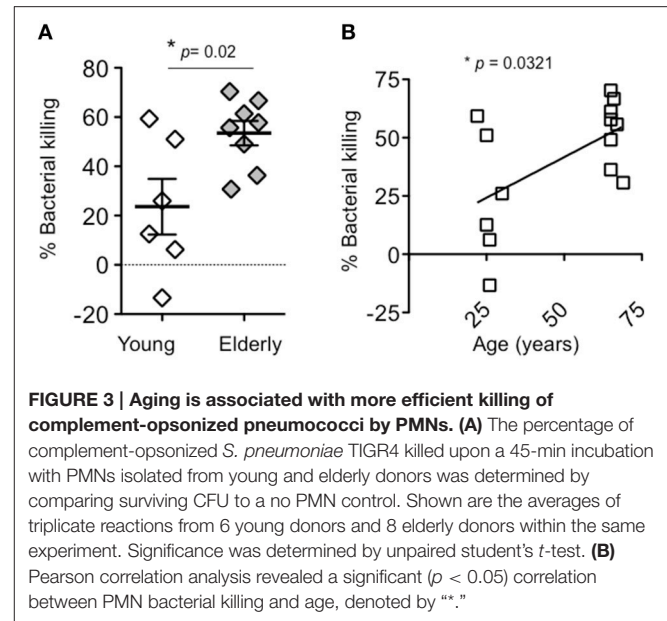 A
* p= 0.02
80
60
40
20
0
-20
% Bacterial killing
Young
Elderly
B
* p = 0.0321
75
50
25
0
-25
% Bacterial killing
25
50
75
Age (years)
FIGURE 3 | Aging is associated with more efficient killing of
complement-opsonized pneumococci by PMNs. (A) The percentage of
complement-opsonized S. pneumoniae TIGR4 killed upon a 45-min incubation
with PMNs isolated from young and elderly donors was determined by
comparing surviving CFU to a no PMN control. Shown are the averages of
triplicate reactions from 6 young donors and 8 elderly donors within the same
experiment. Significance was determined by unpaired student's t-test. (B)
Pearson correlation analysis revealed a significant (p < 0.05) correlation
between PMN bacterial killing and age, denoted by “*.”